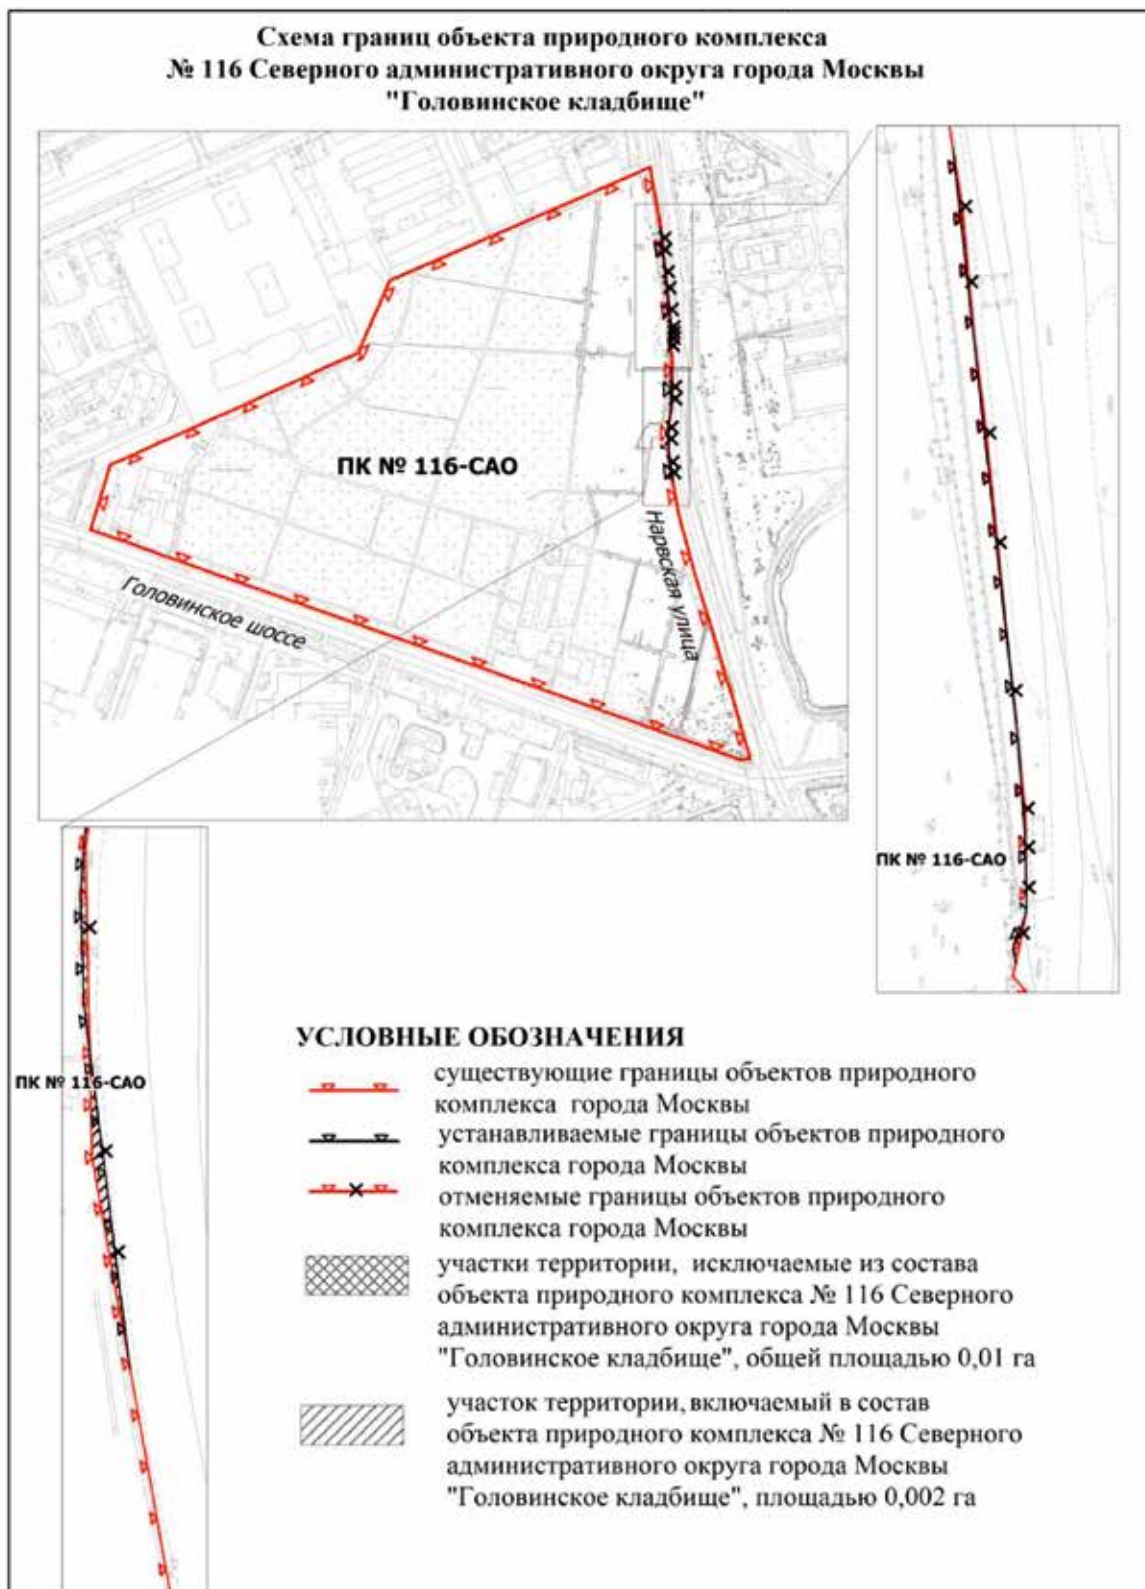 Схема границ объекта природного комплекса
№ 116 Северного административного округа города Москвы
"Головинское кладбище"
ПК № 116-САО
Нарвская улица
Головинское шоссе
ПК № 116-САО
ПК № 116-САО
УСЛОВНЫЕ ОБОЗНАЧЕНИЯ
существующие границы объектов природного
комплекса города Москвы
устанавливаемые границы объектов природного
комплекса города Москвы
отменяемые границы объектов природного
комплекса города Москвы
участки территории, исключаемые из состава
объекта природного комплекса № 116 Северного
административного округа города Москвы
"Головинское кладбище", общей площадью 0,01 га
участок территории, включаемый в состав
объекта природного комплекса № 116 Северного
административного округа города Москвы
"Головинское кладбище", площадью 0,002 га